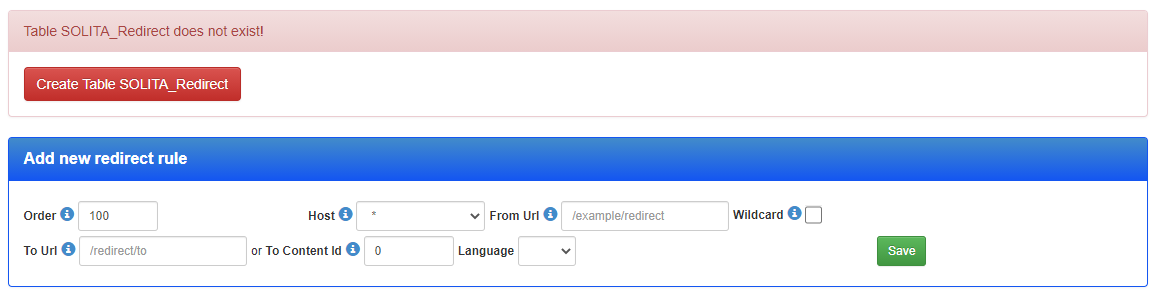 Table SOLITA_Redirect does not exist!
Create Table SOLITA_Redirect
Add new redirect rule
Order i 100 Host i * From Url i /example/redirect Wildcard i
To Url i /redirect/to or To Content Id i 0 Language Save